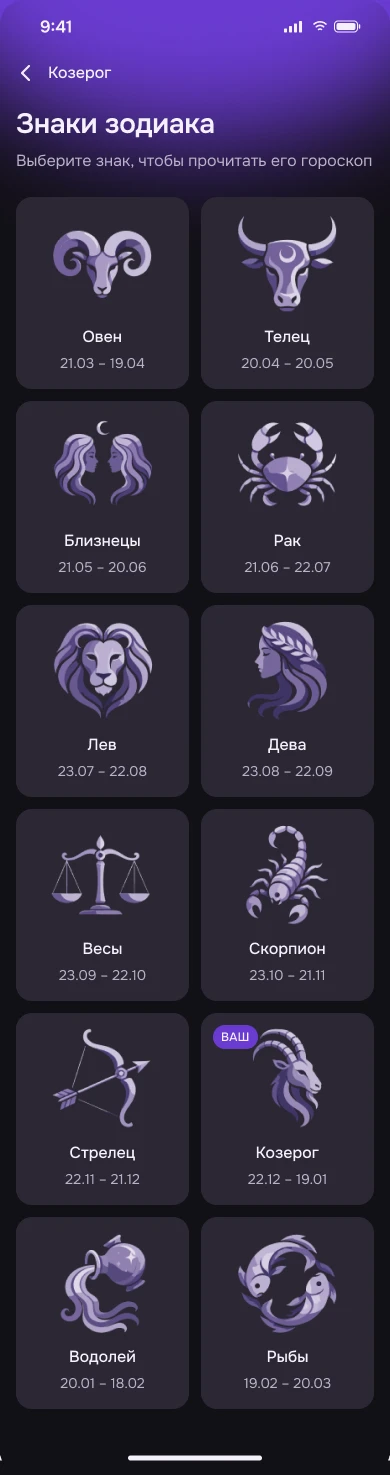 9:41
Козерог
Знаки зодиака
Выберите знак, чтобы прочитать его гороскоп
Овен
21.03 – 19.04
Телец
20.04 – 20.05
Близнецы
21.05 – 20.06
Рак
21.06 – 22.07
Лев
23.07 – 22.08
Дева
23.08 – 22.09
Весы
23.09 – 22.10
Скорпион
23.10 – 21.11
Стрелец
22.11 – 21.12
ВАШ
Козерог
22.12 – 19.01
Водолей
20.01 – 18.02
Рыбы
19.02 – 20.03